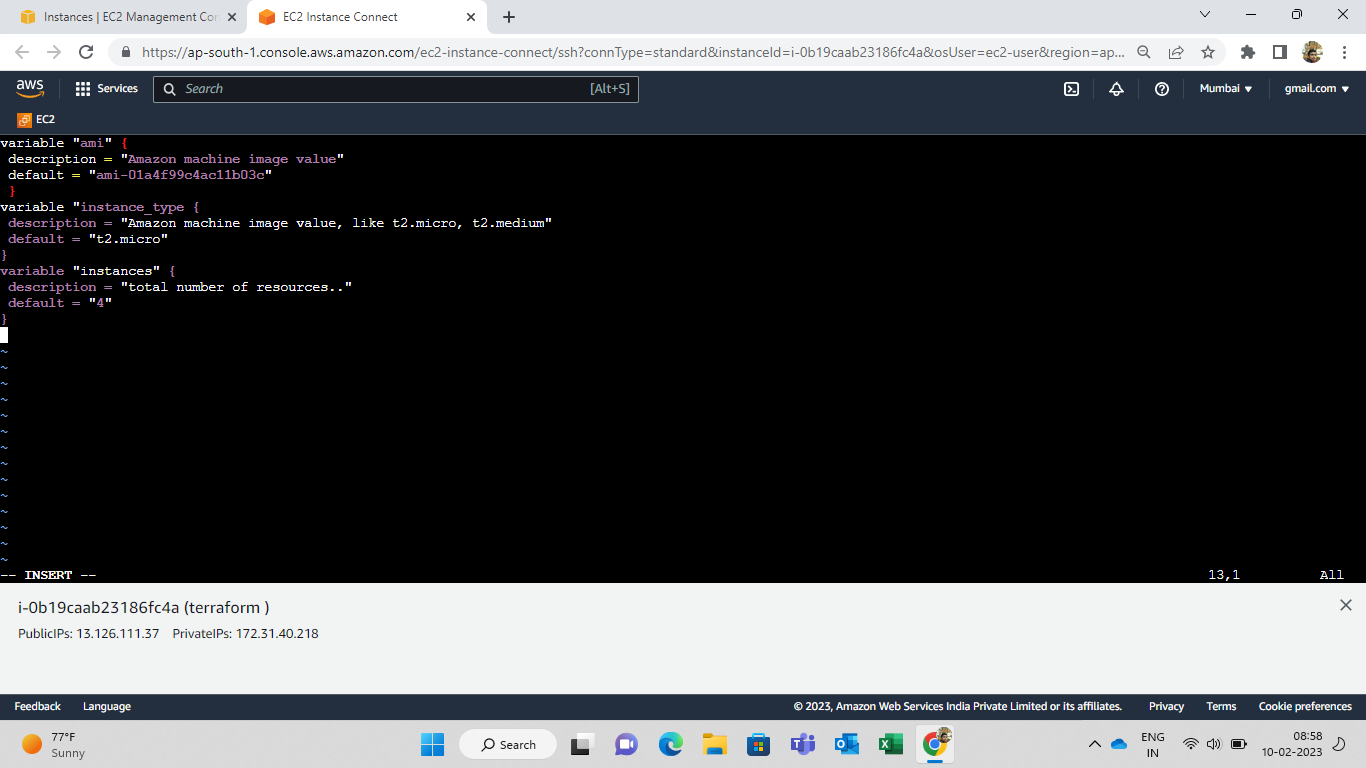 Instances | EC2 Management Con
EC2 Instance Connect
https://ap-south-1.console.aws.amazon.com/ec2-instance-connect/ssh?connType=standard&instanceId=i-0b19caab23186fc4a&osUser=ec2-user&region=ap...
aws
Services
Search
[Alt+S]
Mumbai
gmail.com
EC2
variable "ami" {
 description = "Amazon machine image value"
 default = "ami-01a4f99c4ac11b03c"
 }
variable "instance_type {
 description = "Amazon machine image value, like t2.micro, t2.medium"
 default = "t2.micro"
}
variable "instances" {
 description = "total number of resources.."
 default = "4"
}
~
~
~
~
~
~
~
~
~
~
~
~
~
~
-- INSERT --
13,1
All
i-0b19caab23186fc4a (terraform )
PublicIPs: 13.126.111.37 PrivateIPs: 172.31.40.218
Feedback
Language
© 2023, Amazon Web Services India Private Limited or its affiliates.
Privacy
Terms
Cookie preferences
77°F
Sunny
Search
ENG
IN
08:58
10-02-2023